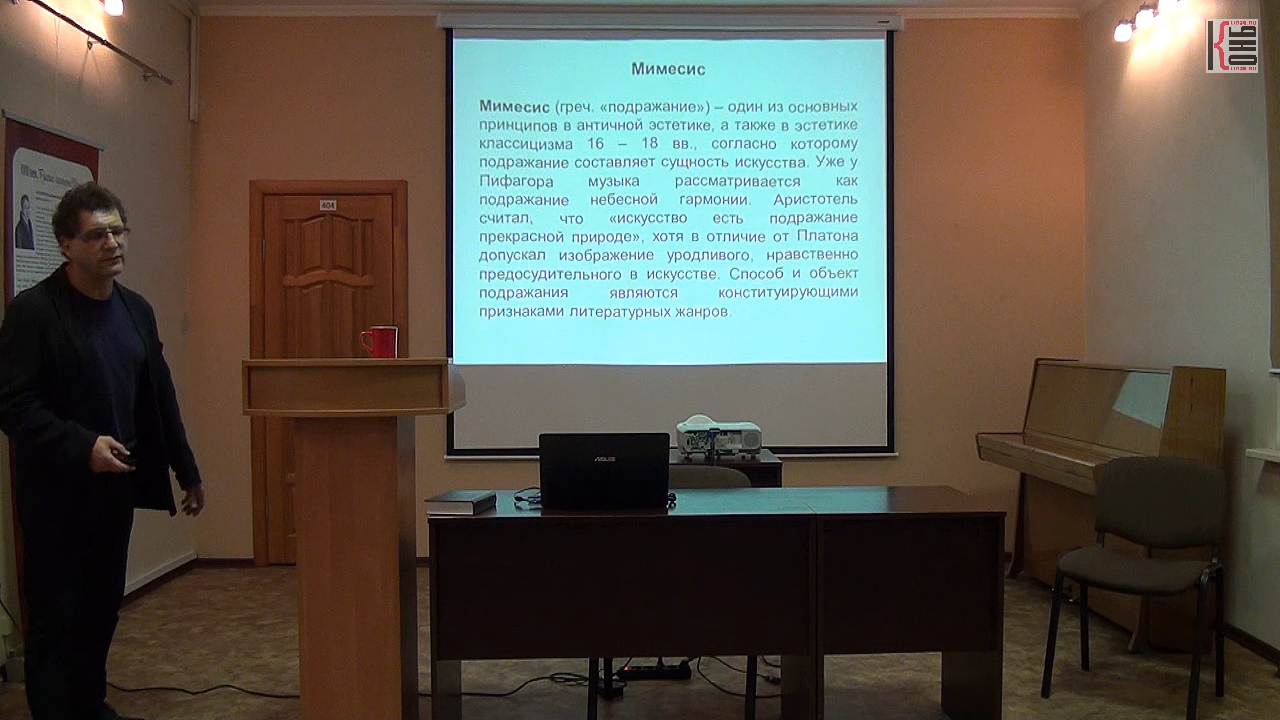 Мимесис
Мимесис (греч. «подражание») – один из основных
принципов в античной эстетике, а также в эстетике
классицизма 16 – 18 вв., согласно которому
подражание составляет сущность искусства. Уже у
Пифагора музыка рассматривается как
подражание небесной гармонии. Аристотель
считал, что «искусство есть подражание
прекрасной природе», хотя в отличие от Платона
допускал изображение уродливого, нравственно
предосудительного в искусстве. Способ и объект
подражания являются конституирующими
признаками литературных жанров.
404
ASUS
КОНЬ